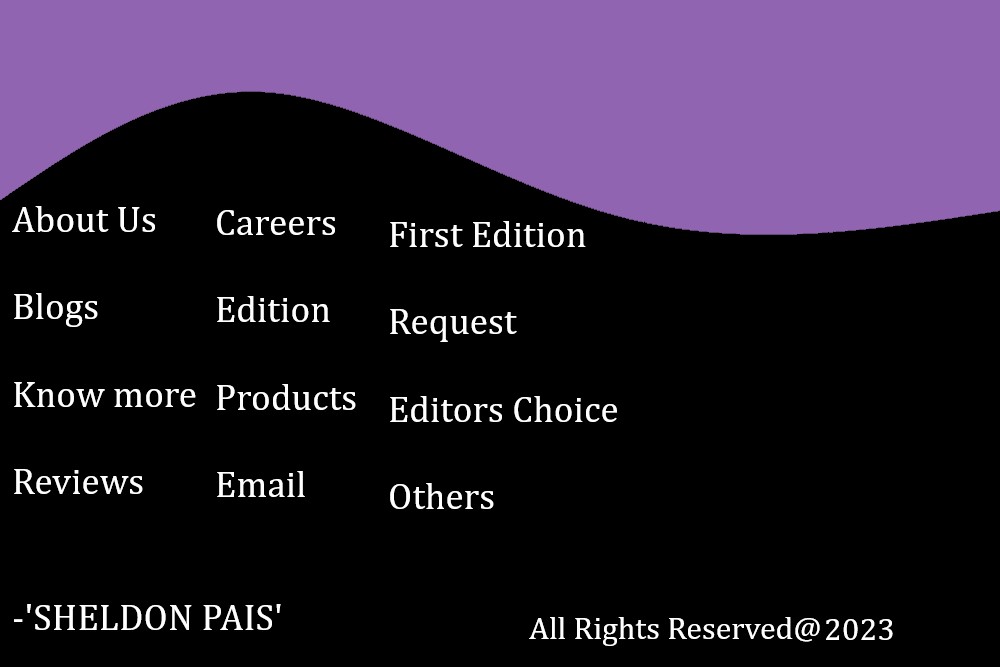 About Us
Blogs
Know more
Reviews
Careers
Edition
Products
Email
First Edition
Request
Editors Choice
Others
-'SHELDON PAIS'
All Rights Reserved@2023